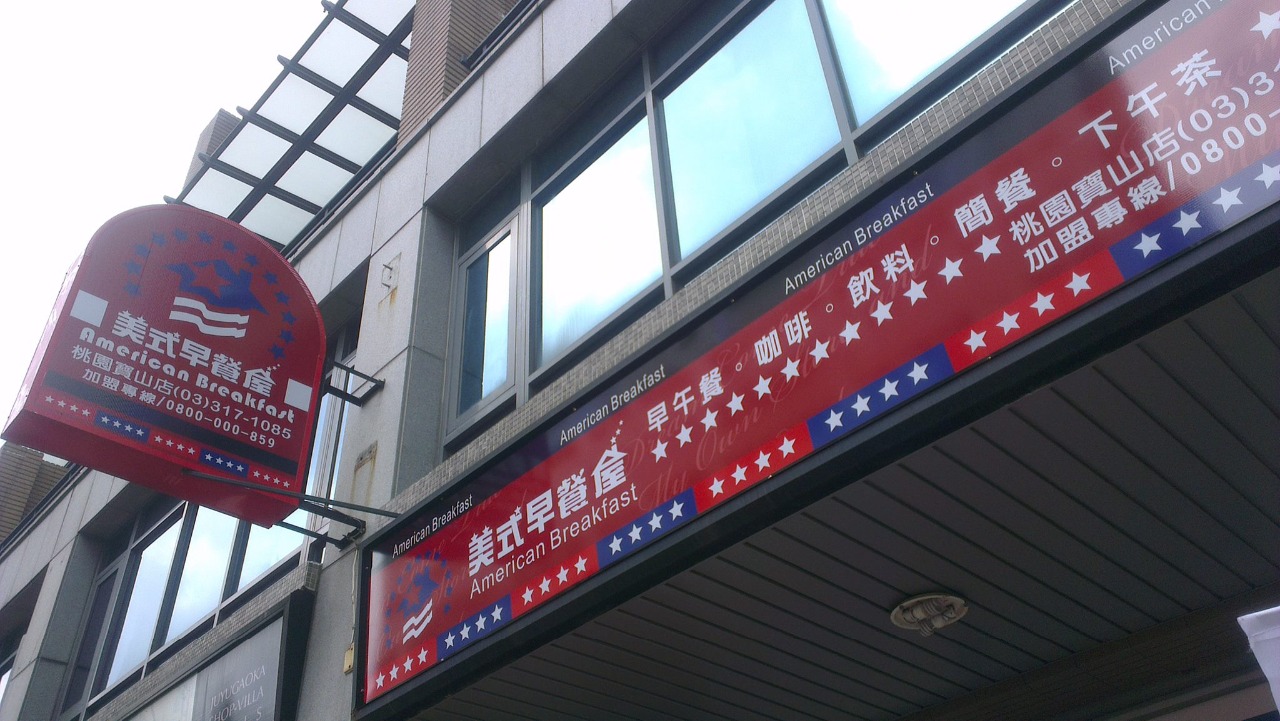 美式早餐屋
American Breakfast
桃園寶山店(03)317-1085
加盟專線/0800-000-859
American Breakfast
American Breakfast
American Breakfast
American
美式早餐屋
American Breakfast
早午餐。咖啡。飲料。簡餐。下午茶
桃園寶山店(03)3
加盟專線/0800-
JIYUGAOKA